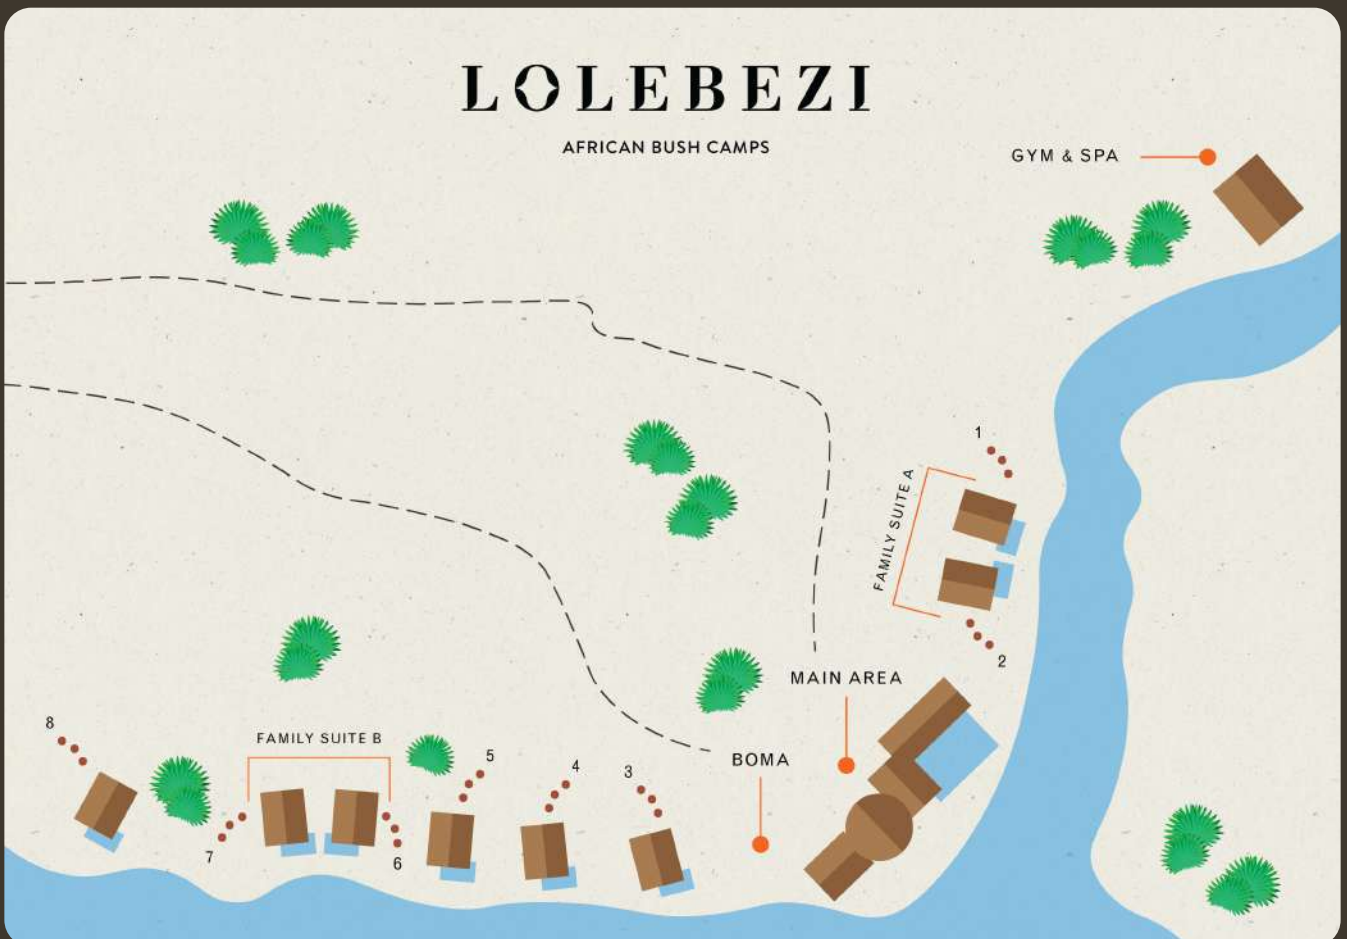 LOLEBEZI
AFRICAN BUSH CAMPS
GYM & SPA
1
FAMILY SUITE A
2
MAIN AREA
BOMA
8
FAMILY SUITE B
5
4
3
7
6